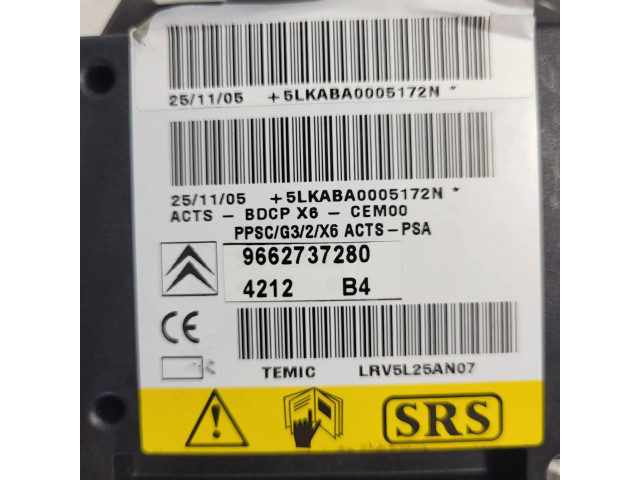 25/11/05 +5LKABA0005172N *
25/11/05 +5LKABA0005172N *
ACTS - BDCP X6 - CEM00
PPSC/G3/2/X6 ACTS-PSA
9662737280
4212 B4
CE
TEMIC LRV5L25AN07
SRS